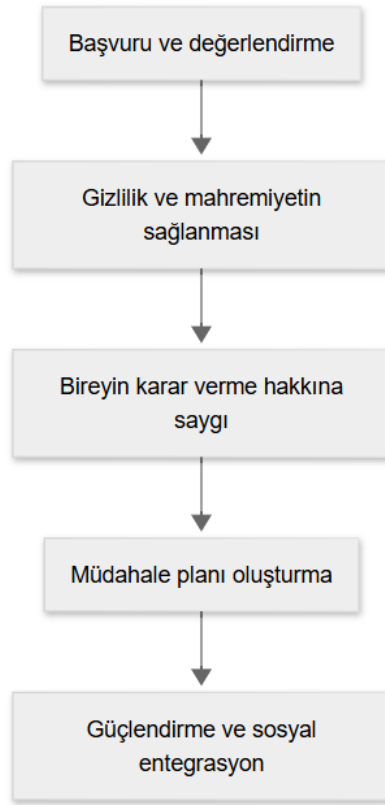 Başvuru ve değerlendirme
Gizlilik ve mahremiyetin
sağlanması
Bireyin karar verme hakkına
saygı
Müdahale planı oluşturma
Güçlendirme ve sosyal
entegrasyon